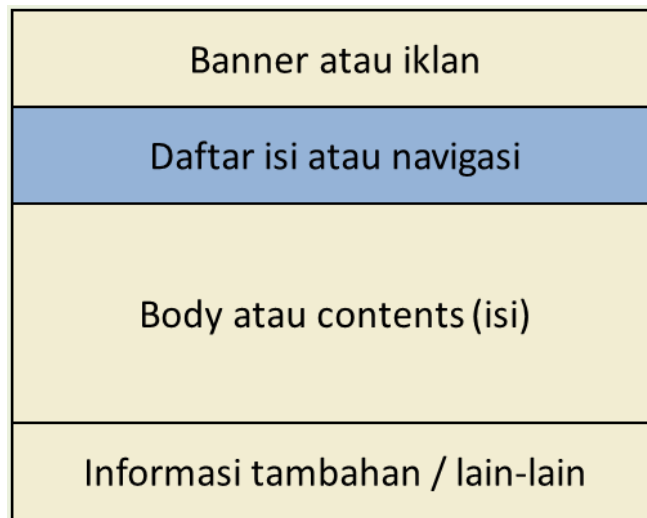 Banner atau iklan
Daftar isi atau navigasi
Body atau contents (isi)
Informasi tambahan / lain-lain